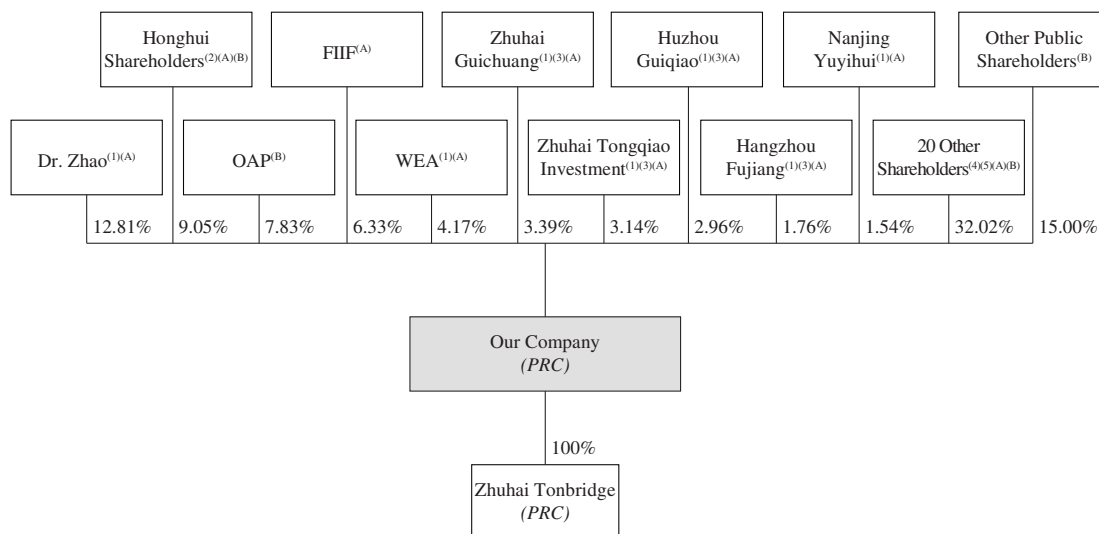 Honghui
Shareholders(2)(A)(B)
FIIF(A)
Zhuhai
Guichuang(1)(3)(A)
Huzhou
Guiqiao(1)(3)(A)
Nanjing
Yuyihui(1)(A)
Other Public
Shareholders(B)
Dr. Zhao(1)(A)
OAP(B)
WEA(1)(A)
Zhuhai Tongqiao
Investment(1)(3)(A)
Hangzhou
Fujiang(1)(3)(A)
20 Other
Shareholders(4)(5)(A)(B)
12.81%
9.05%
7.83%
6.33%
4.17%
3.39%
3.14%
2.96%
1.76%
1.54%
32.02%
15.00%
Our Company
(PRC)
100%
Zhuhai Tonbridge
(PRC)